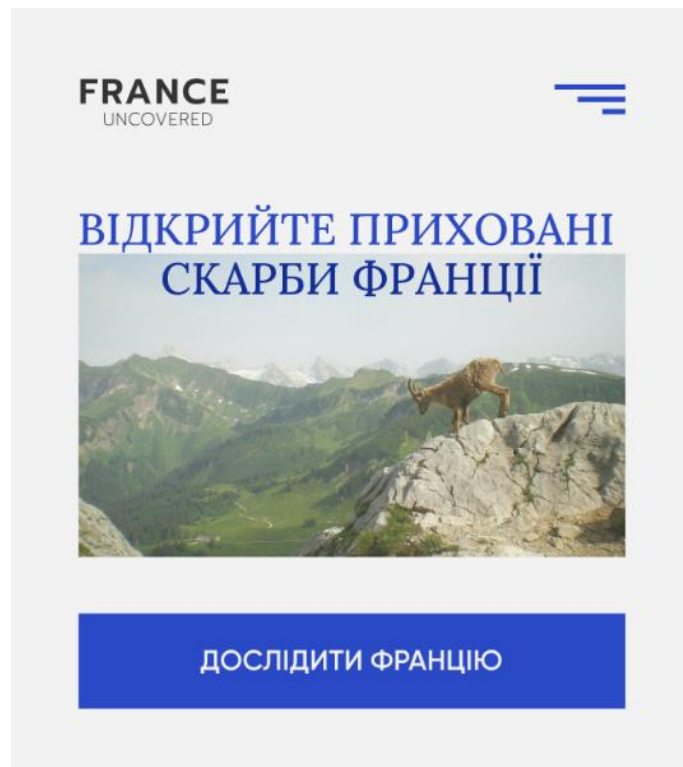 FRANCE
UNCOVERED
ВІДКРИЙТЕ ПРИХОВАНІ
СКАРБИ ФРАНЦІЇ
ДОСЛІДИТИ ФРАНЦІЮ